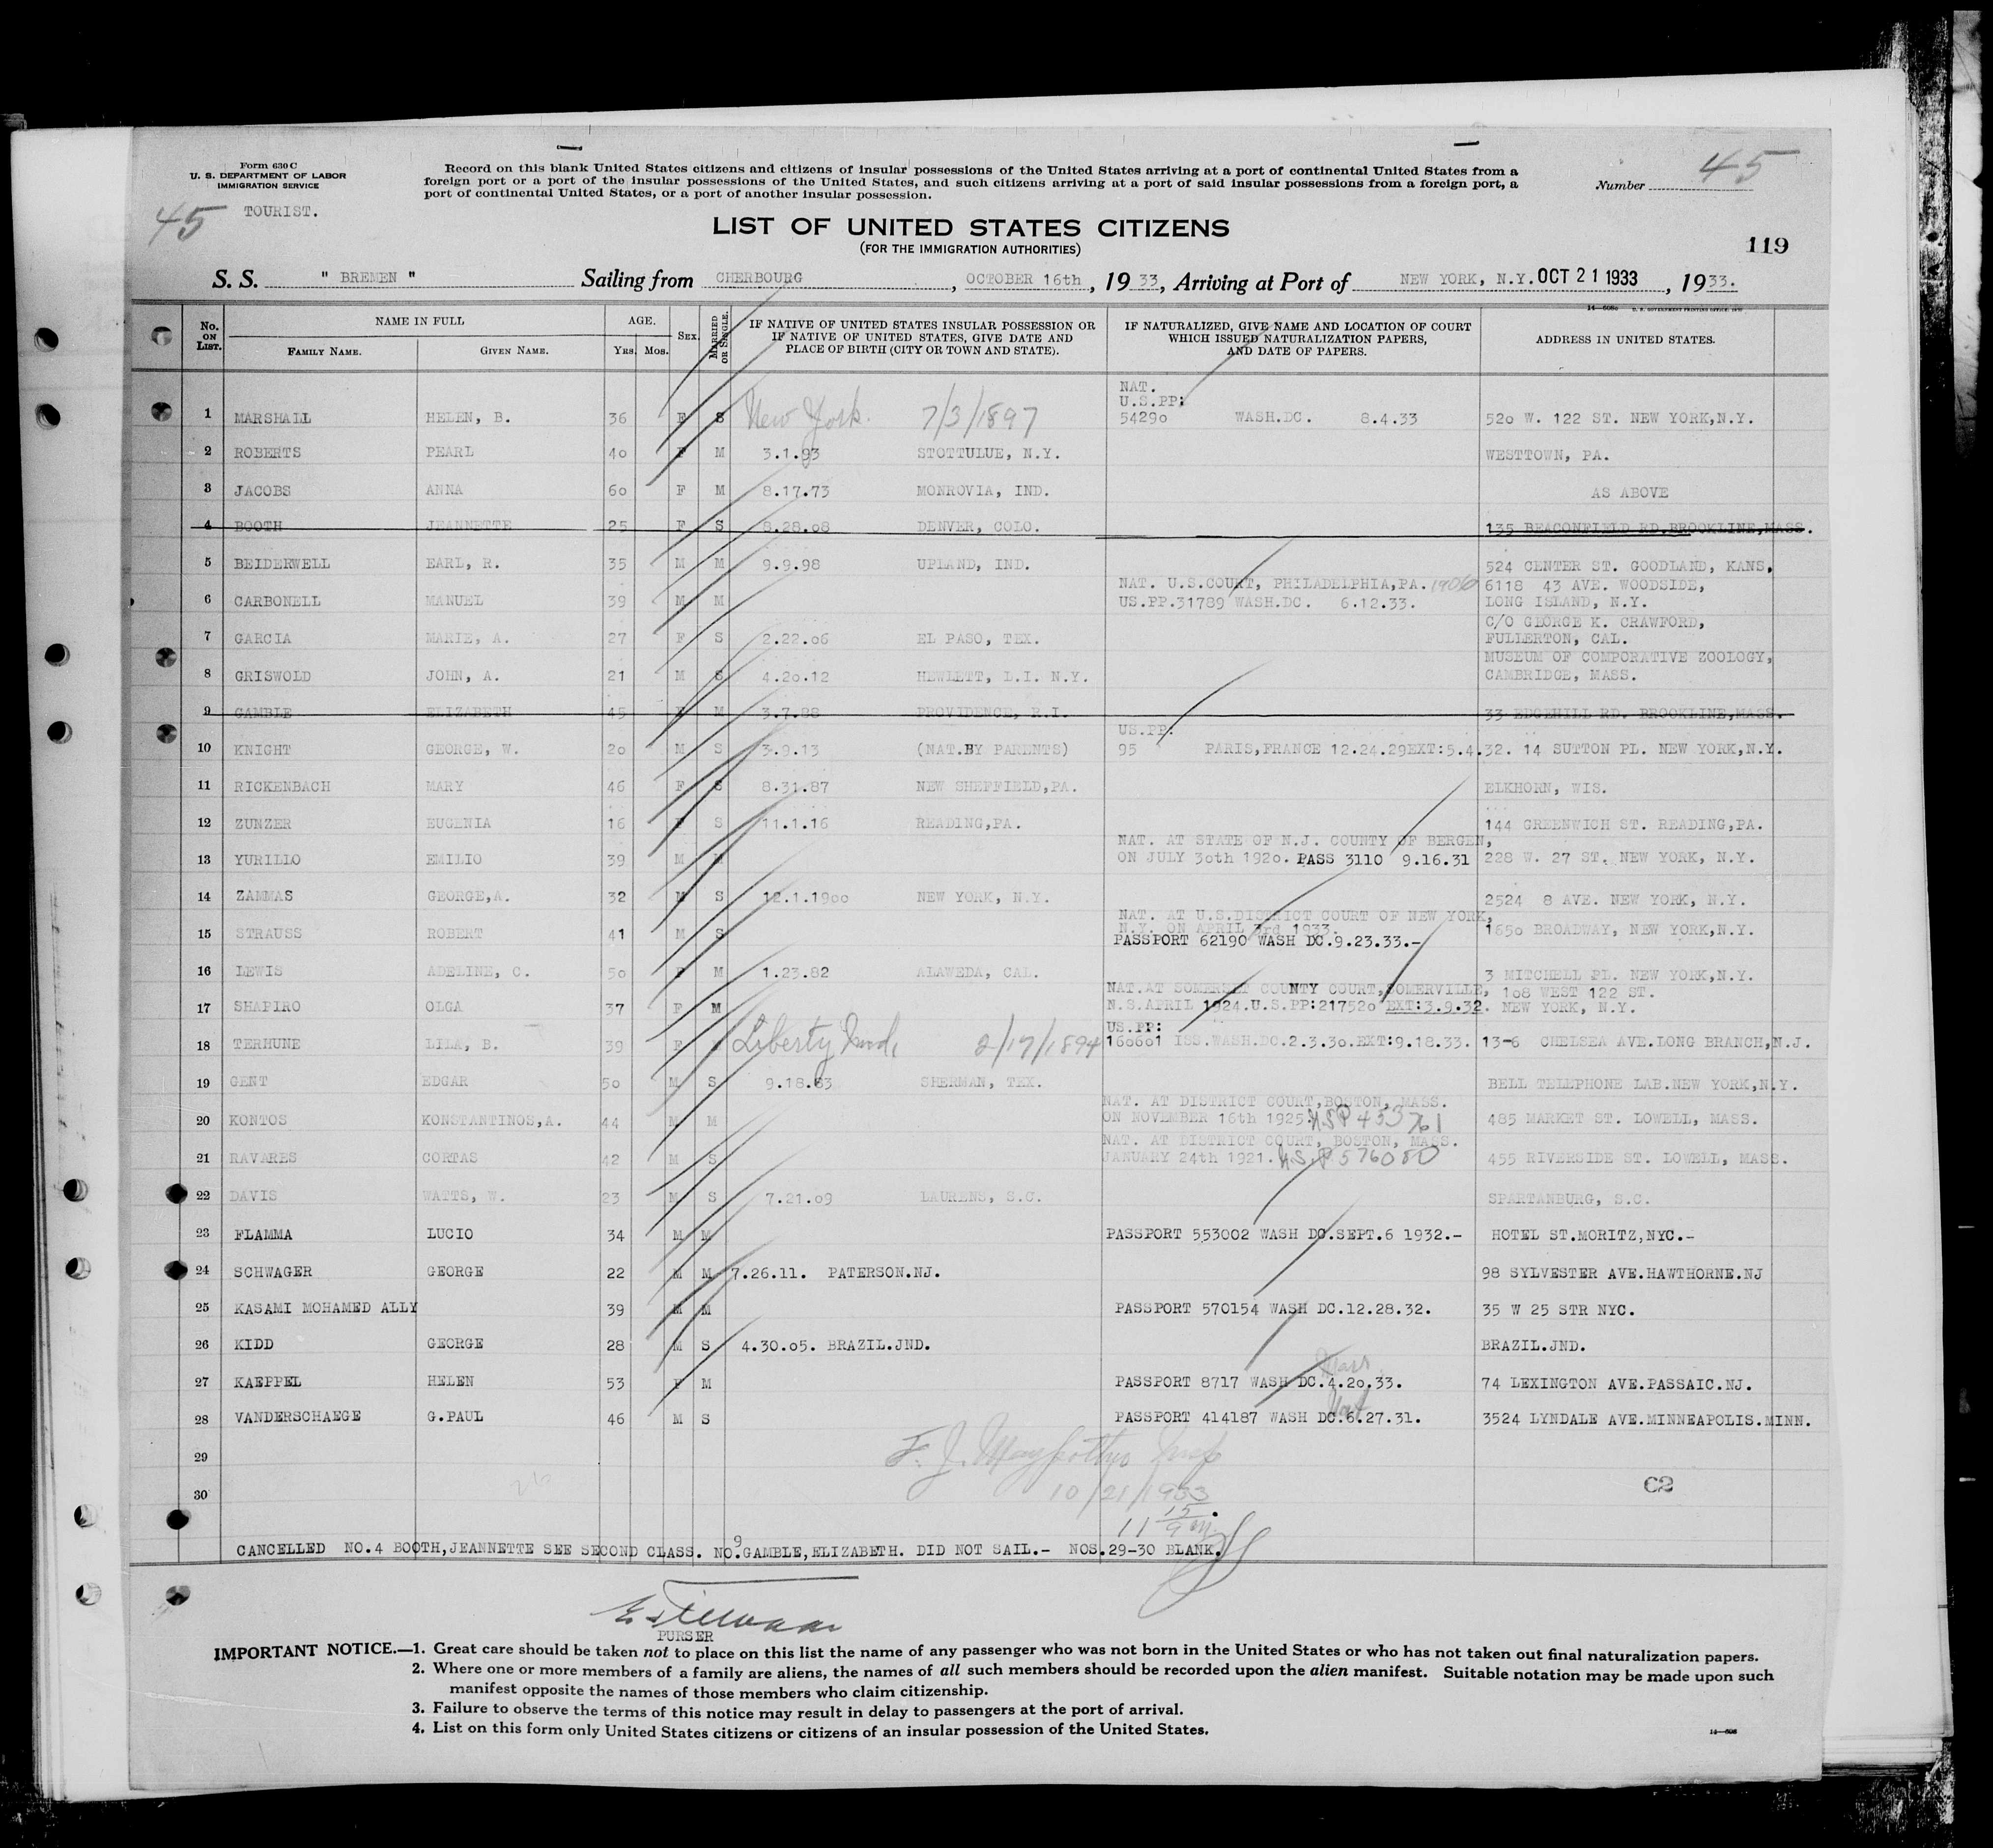 Form 630 C
U. S. DEPARTMENT OF LABOR
IMMIGRATION SERVICE
45 TOURIST.
Record on this blank United States citizens and citizens of insular possessions of the United States arriving at a port of continental United States from a
foreign port or a port of the insular possessions of the United States, and such citizens arriving at a port of said insular possessions from a foreign port, a
port of continental United States, or a port of another insular possession.
Number 45
LIST OF UNITED STATES CITIZENS
(FOR THE IMMIGRATION AUTHORITIES)
119
S. S. " BREMEN " Sailing from CHERBOURG, OCTOBER 16th, 1933, Arriving at Port of NEW YORK, N.Y. OCT 21 1933, 1933.
No. ON LIST. NAME IN FULL FAMILY NAME. GIVEN NAME. AGE. YRS. MOS. SEX. MARRIED OR SINGLE. IF NATIVE OF UNITED STATES INSULAR POSSESSION OR IF NATIVE OF UNITED STATES, GIVE DATE AND PLACE OF BIRTH (CITY OR TOWN AND STATE). IF NATURALIZED, GIVE NAME AND LOCATION OF COURT WHICH ISSUED NATURALIZATION PAPERS, AND DATE OF PAPERS. ADDRESS IN UNITED STATES.
NAT.
U.S.PP:
1 MARSHALL HELEN, B. 36 F S New York. 7/3/1897 54290 WASH.DC. 8.4.33 520 W. 122 ST. NEW YORK,N.Y.
2 ROBERTS PEARL 40 F M 3.1.93 STOTTULUE, N.Y. WESTTOWN, PA.
3 JACOBS ANNA 60 F M 8.17.73 MONROVIA, IND. AS ABOVE
4 BOOTH JEANNETTE 25 F S 8.28.08 DENVER, COLO. 135 BEACONFIELD RD.BROOKLINE,MASS.
5 BEIDERWELL EARL, R. 35 M M 9.9.98 UPLAND, IND. 524 CENTER ST. GOODLAND, KANS.
NAT. U.S.COURT, PHILADELPHIA,PA. 1906 6118 43 AVE. WOODSIDE,
6 CARBONELL MANUEL 39 M M US.PP.31789 WASH.DC. 6.12.33. LONG ISLAND, N.Y.
C/O GEORGE K. CRAWFORD,
7 GARCIA MARIE, A. 27 F S 2.22.06 EL PASO, TEX. FULLERTON, CAL.
MUSEUM OF COMPORATIVE ZOOLOGY,
8 GRISWOLD JOHN, A. 21 M S 4.20.12 HEWLETT, L.I. N.Y. CAMBRIDGE, MASS.
9 GAMBLE ELIZABETH 45 F M 3.7.88 PROVIDENCE, R.I. 33 EDGEHILL RD. BROOKLINE,MASS.
US.PP:
10 KNIGHT GEORGE, W. 20 M S 3.9.13 (NAT.BY PARENTS) 95 PARIS,FRANCE 12.24.29EXT:5.4.32. 14 SUTTON PL. NEW YORK,N.Y.
11 RICKENBACH MARY 46 F S 8.31.87 NEW SHEFFIELD,PA. ELKHORN, WIS.
12 ZUNZER EUGENIA 16 F S 11.1.16 READING,PA. 144 GREENWICH ST. READING,PA.
NAT. AT STATE OF N.J. COUNTY OF BERGEN,
13 YURILLO EMILIO 39 M M ON JULY 30th 1920. PASS 3110 9.16.31 228 W. 27 ST. NEW YORK, N.Y.
14 ZAMMAS GEORGE,A. 32 M S 12.1.1900 NEW YORK, N.Y. 2524 8 AVE. NEW YORK, N.Y.
NAT. AT U.S.DISTRICT COURT OF NEW YORK,
N.Y. ON APRIL 3rd 1933.
15 STRAUSS ROBERT 41 M S PASSPORT 62190 WASH DC.9.23.33.- 1650 BROADWAY, NEW YORK,N.Y.
16 LEWIS ADELINE, C. 50 F M 1.23.82 ALAWEDA, CAL. 3 MITCHELL PL. NEW YORK,N.Y.
NAT.AT SOMERSET COUNTY COURT,SOMERVILLE, 108 WEST 122 ST.
17 SHAPIRO OLGA 37 F M N.S.APRIL 1924.U.S.PP:217520 EXT:3.9.32. NEW YORK, N.Y.
US.PP:
18 TERHUNE LILA, B. 39 F Liberty Ind, 2/17/1894 160601 ISS.WASH.DC.2.3.30.EXT:9.18.33. 13-6 CHELSEA AVE.LONG BRANCH,N.J.
19 GENT EDGAR 50 M S 9.18.83 SHERMAN, TEX. BELL TELEPHONE LAB.NEW YORK,N.Y.
NAT. AT DISTRICT COURT,BOSTON, MASS.
20 KONTOS KONSTANTINOS,A. 44 M M ON NOVEMBER 16th 1925. USP 453761 485 MARKET ST. LOWELL, MASS.
NAT. AT DISTRICT COURT, BOSTON, MASS.
21 RAVARES CORTAS 42 M S JANUARY 24th 1921. U.S.P 576080 455 RIVERSIDE ST. LOWELL, MASS.
22 DAVIS WATTS, W. 23 M S 7.21.09 LAURENS, S.C. SPARTANBURG, S.C.
23 FLAMMA LUCIO 34 M M PASSPORT 553002 WASH DC.SEPT.6 1932.- HOTEL ST.MORITZ,NYC.-
24 SCHWAGER GEORGE 22 M M 7.26.11. PATERSON.NJ. 98 SYLVESTER AVE.HAWTHORNE.NJ
25 KASAMI MOHAMED ALLY 39 M M PASSPORT 570154 WASH DC.12.28.32. 35 W 25 STR NYC.
26 KIDD GEORGE 28 M S 4.30.05. BRAZIL.JND. BRAZIL.JND.
27 KAEPPEL HELEN 53 F M PASSPORT 8717 WASH DC.4.20.33. 74 LEXINGTON AVE.PASSAIC.NJ.
28 VANDERSCHAEGE G.PAUL 46 M S PASSPORT 414187 WASH DC.6.27.31. 3524 LYNDALE AVE.MINNEAPOLIS.MINN.
29 F. J.
30 10/21/1933 62
11
CANCELLED NO.4 BOOTH,JEANNETTE SEE SECOND CLASS. NO.9 GAMBLE,ELIZABETH. DID NOT SAIL.- NOS.29-30 BLANK.
PURSER
IMPORTANT NOTICE.—1. Great care should be taken not to place on this list the name of any passenger who was not born in the United States or who has not taken out final naturalization papers.
2. Where one or more members of a family are aliens, the names of all such members should be recorded upon the alien manifest. Suitable notation may be made upon such
manifest opposite the names of those members who claim citizenship.
3. Failure to observe the terms of this notice may result in delay to passengers at the port of arrival.
4. List on this form only United States citizens or citizens of an insular possession of the United States.